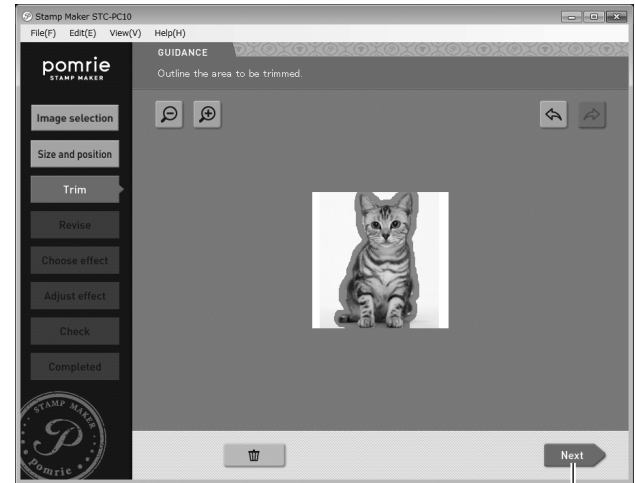 Stamp Maker STC-PC10
File(F) Edit(E) View(V) Help(H)
pomrie
STAMP MAKER
GUIDANCE
Outline the area to be trimmed.
Image selection
Size and position
Trim
Revise
Choose effect
Adjust effect
Check
Completed
STAMP MAKER
P
Pomrie
Next